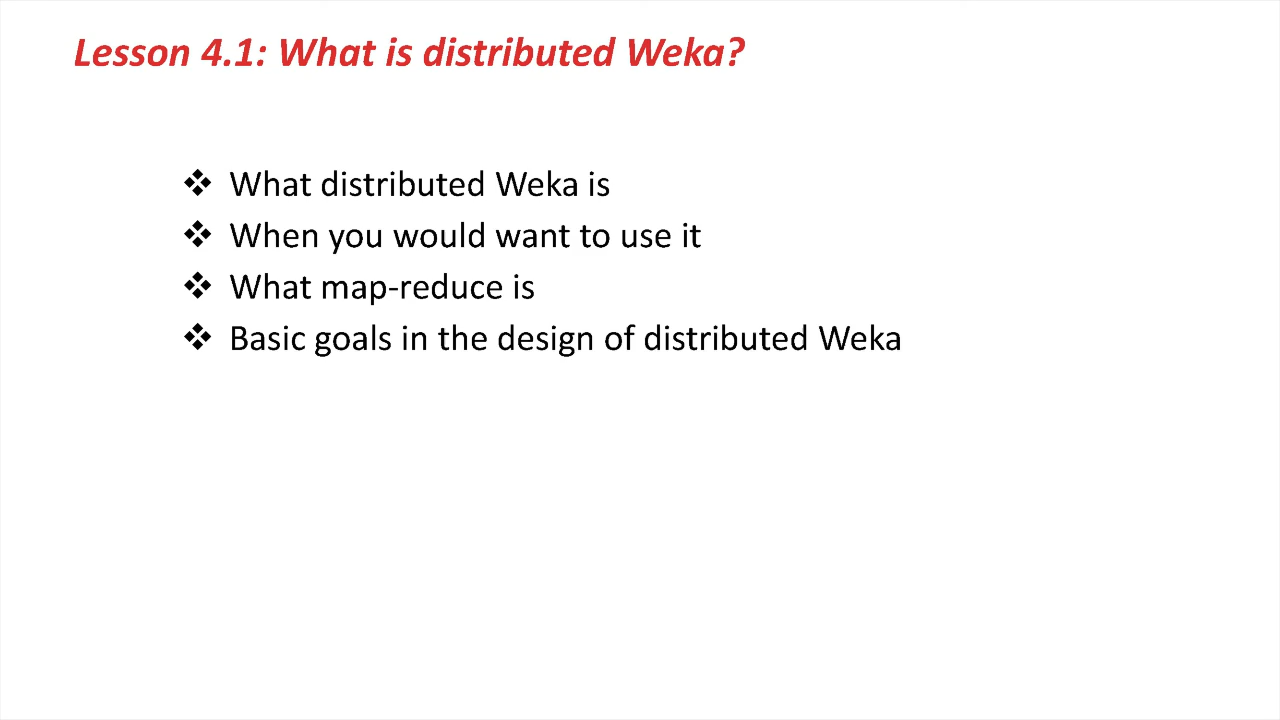 Lesson 4.1: What is distributed Weka?
❖ What distributed Weka is
❖ When you would want to use it
❖ What map-reduce is
❖ Basic goals in the design of distributed Weka